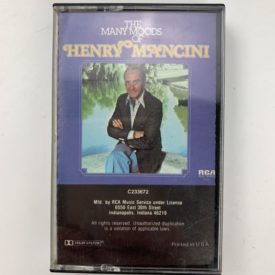 THE
MANY MOODS
OF
HENRY MANCINI
RCA
C233672
Mfd. by RCA Music Service under License
6550 East 30th Street
Indianapolis, Indiana 46219
All rights reserved. Unauthorized duplication
is a violation of applicable laws.
DOLBY SYSTEM
Printed in U.S.A.